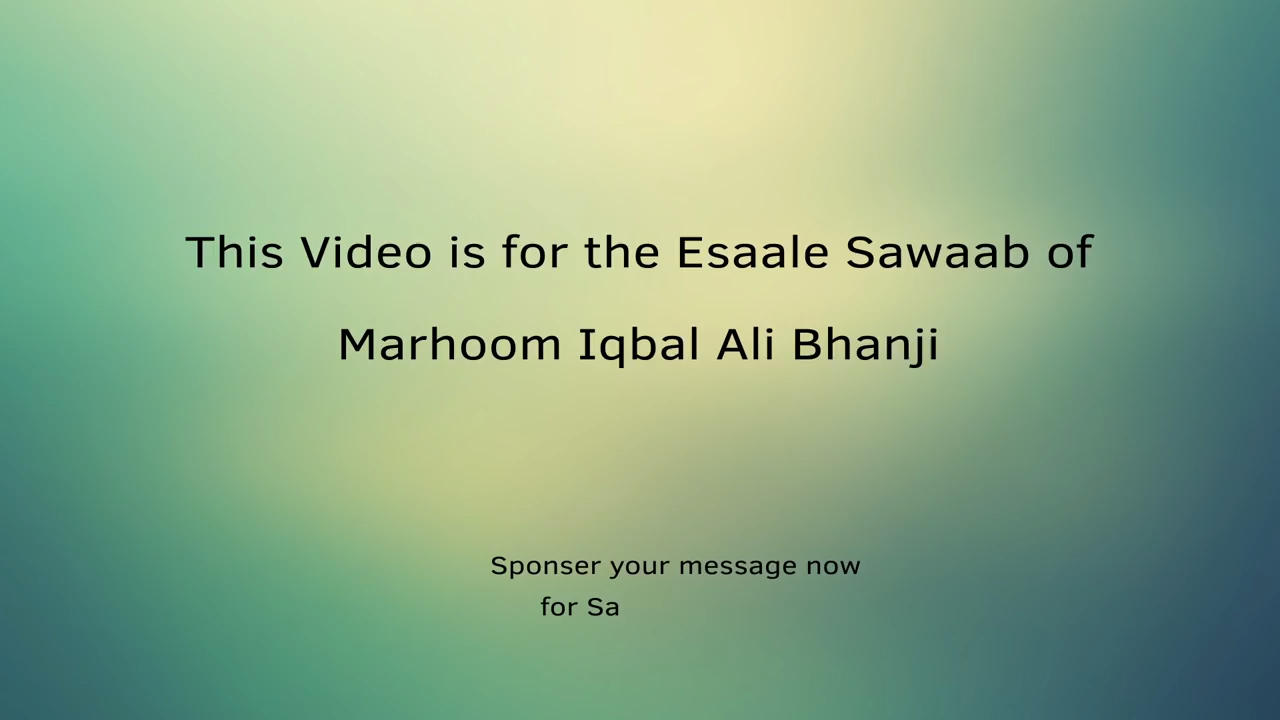 This Video is for the Esaale Sawaab of
Marhoom Iqbal Ali Bhanji
Sponser your message now
for Sa